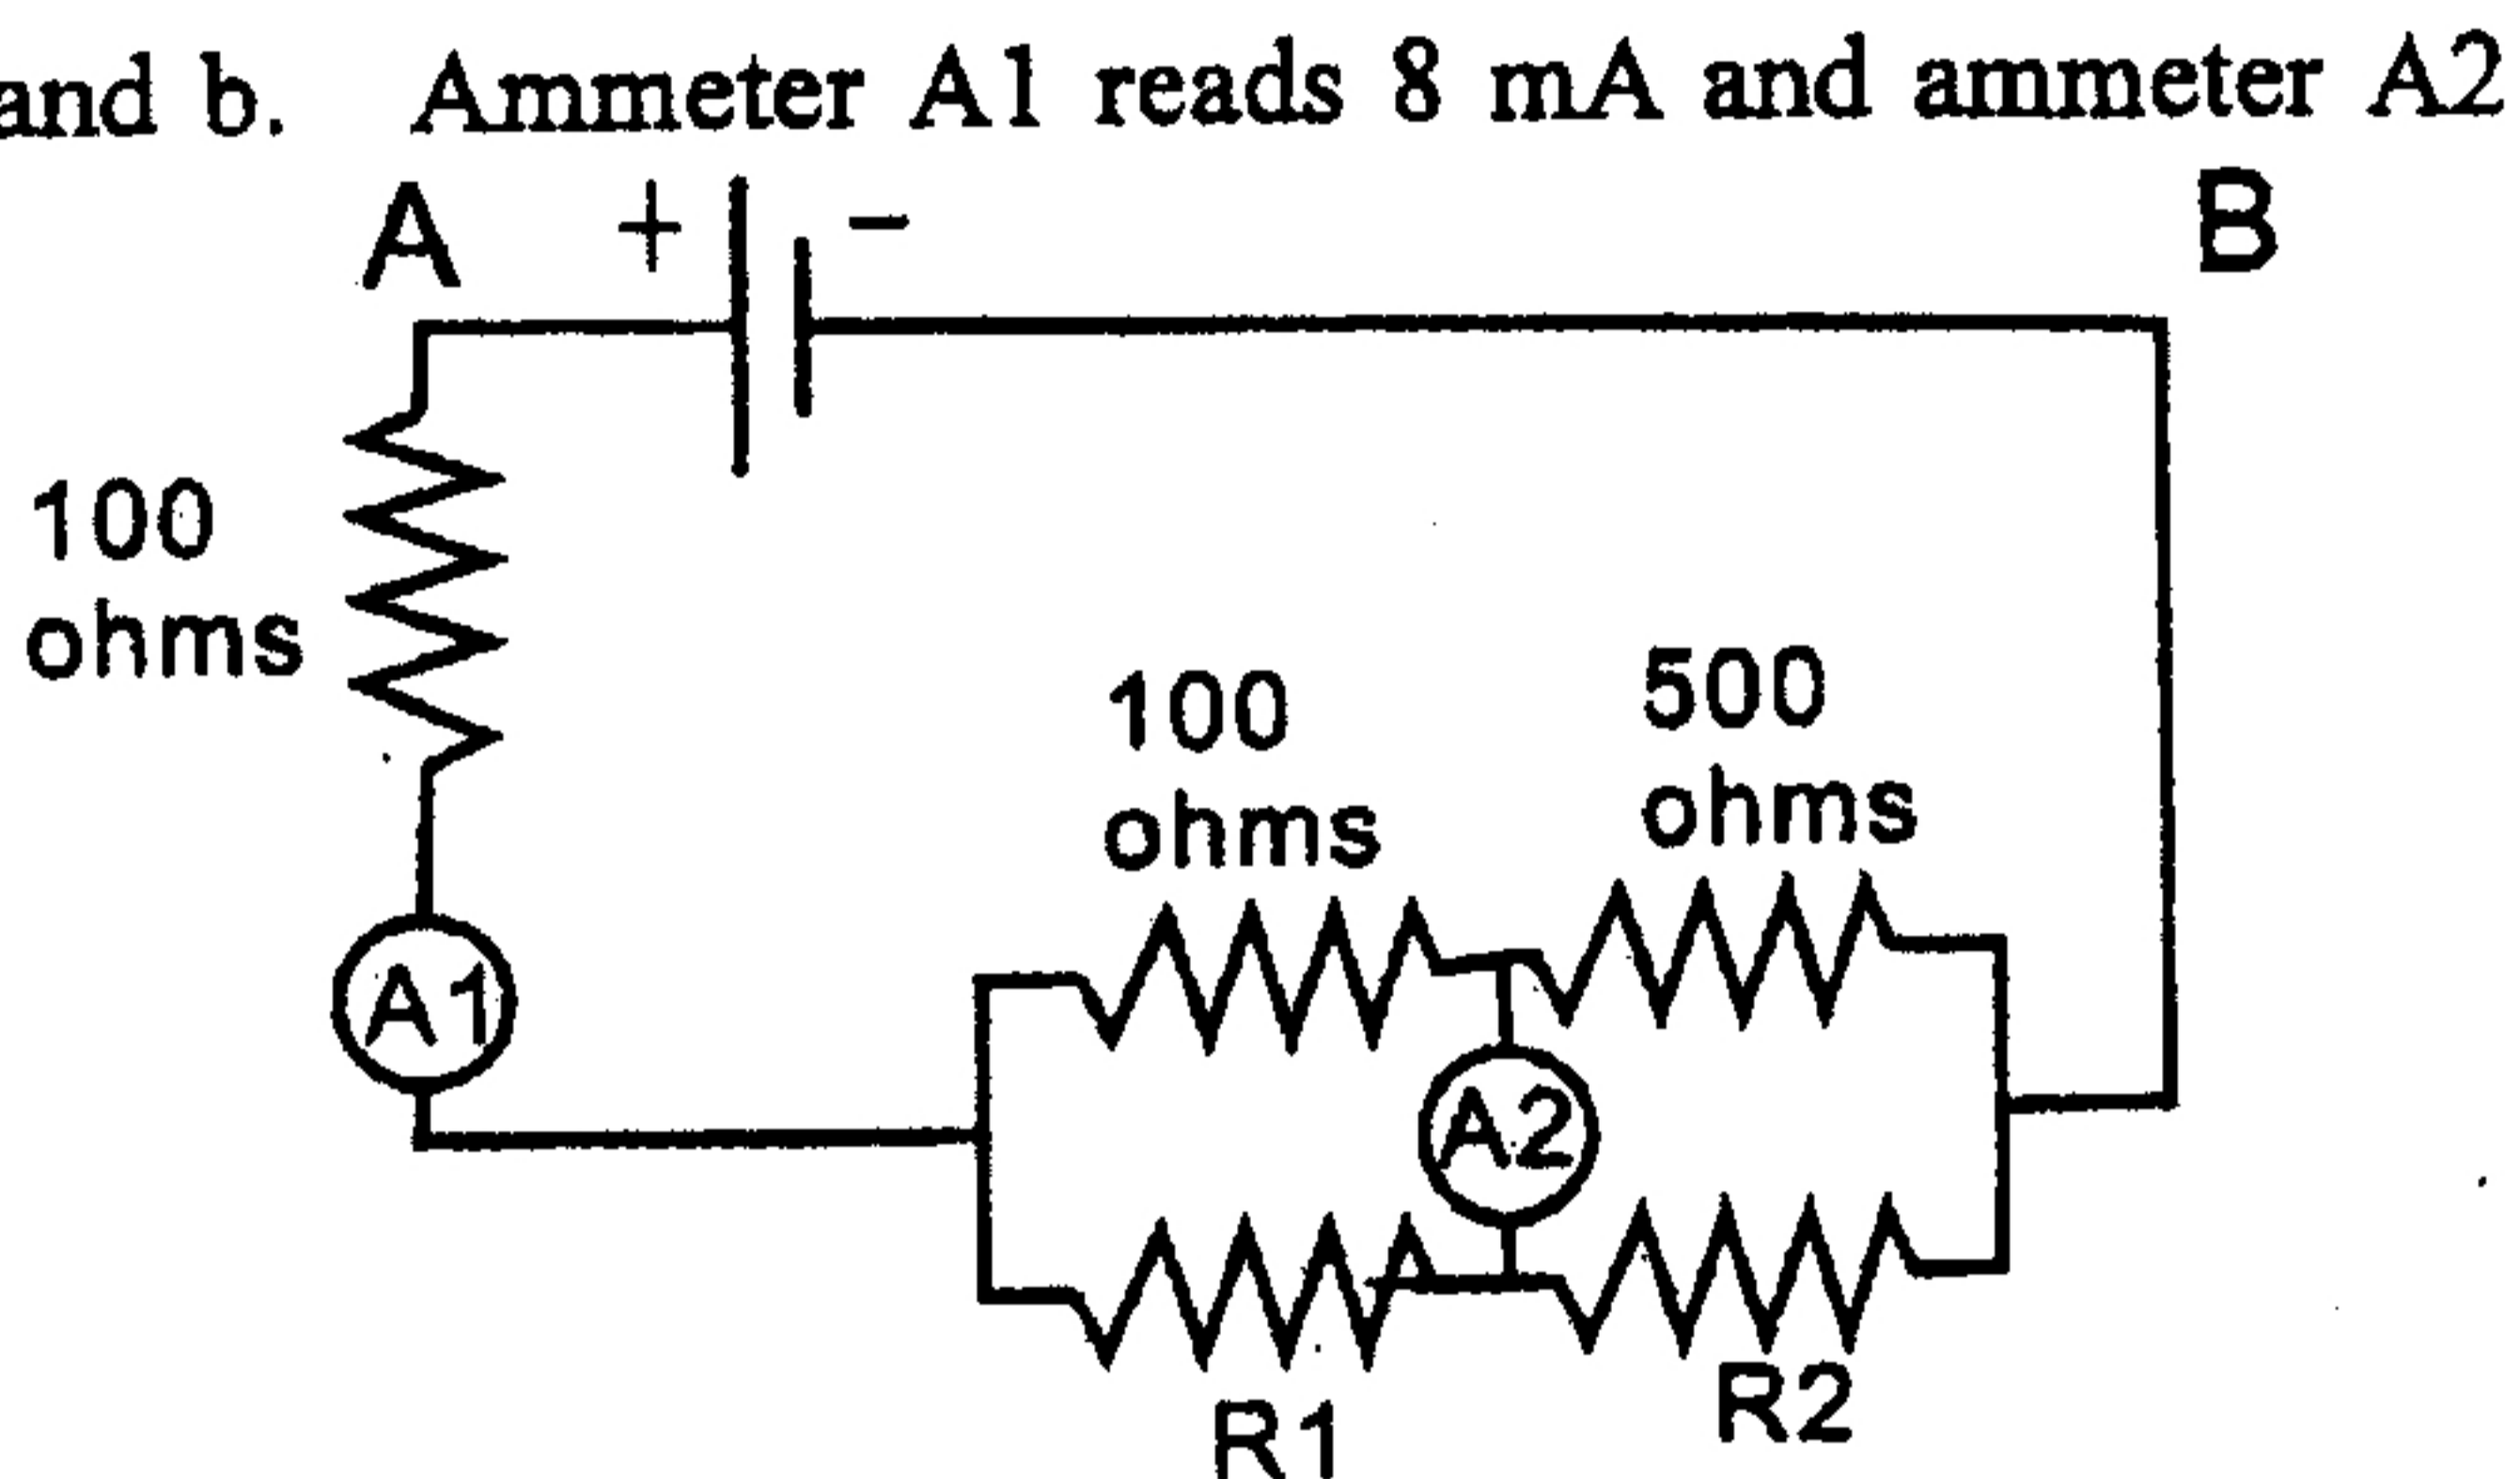 and b. Ammeter A1 reads 8 mA and ammeter A2
A + - B
100
ohms
100
ohms
500
ohms
A1
A2
R1
R2